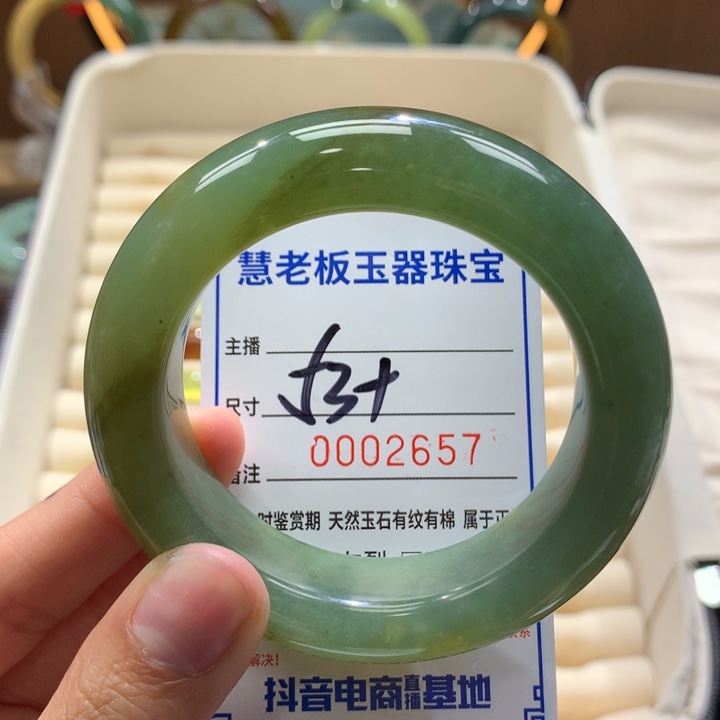 慧老板玉器珠宝
主播
尺寸 53+
0002657
备注
时鉴赏期 天然玉石有纹有棉 属于正
解决!
抖音电商直播基地